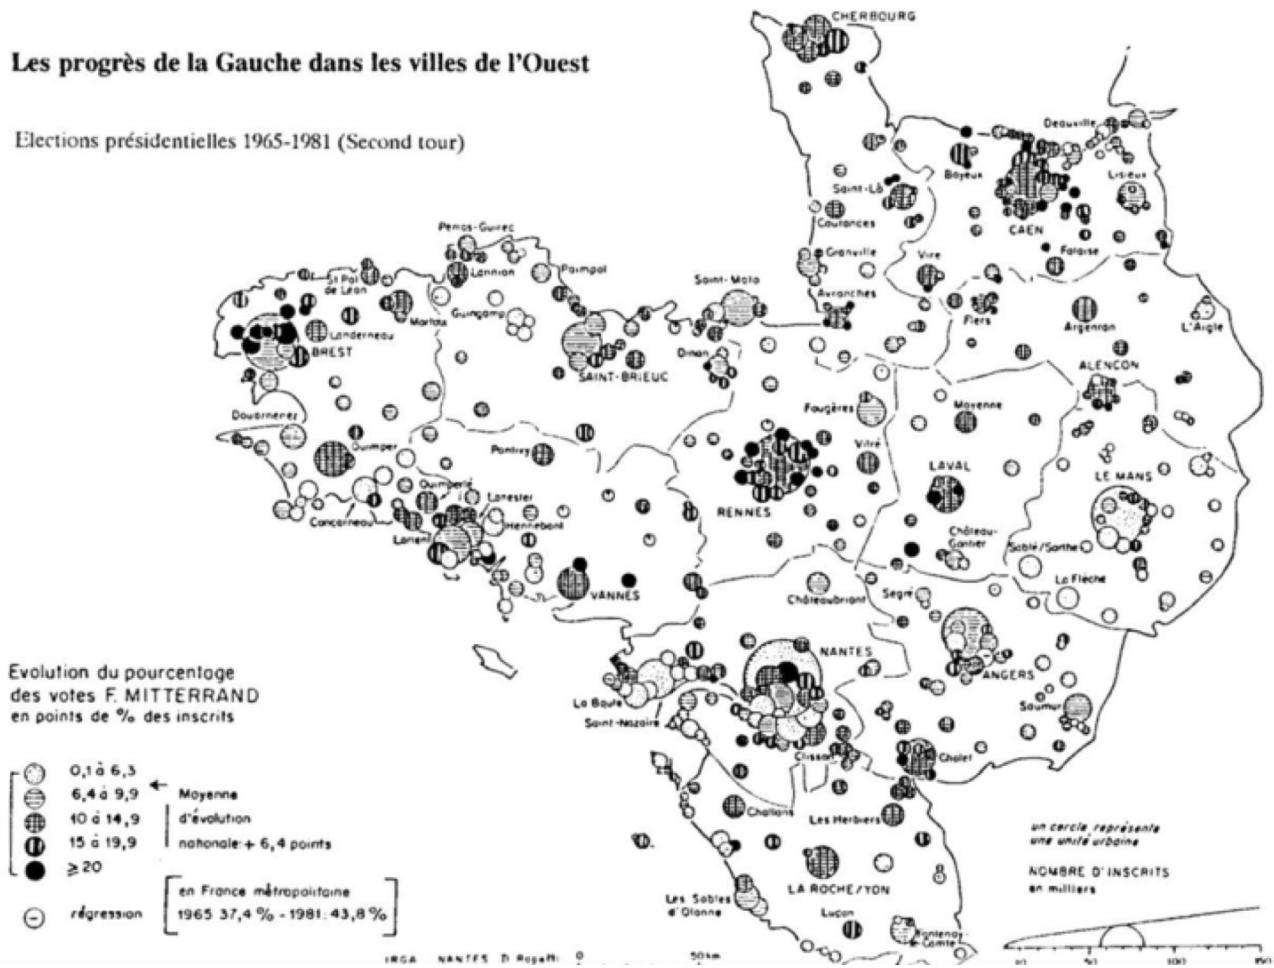 Les progrès de la Gauche dans les villes de l'Ouest
Elections présidentielles 1965-1981 (Second tour)
CHERBOURG
Deauville
Bayeux
Lisieux
Saint-Lô
CAEN
Coutances
Falaise
Granville
Vire
Avranches
Flers
Argentan
L'Aigle
ALENÇON
Perros-Guirec
Lannion
Paimpol
St Pol
de Léon
Morlaix
Guingamp
Landerneau
BREST
SAINT-BRIEUC
Saint-Malo
Dinan
Fougères
Mayenne
Douarnenez
Quimper
Pontivy
Vitré
LAVAL
LE MANS
RENNES
Quimperlé
Lanester
Hennebont
Concarneau
Lorient
Château-
Gontier
Sablé/Sarthe
La Flèche
VANNES
Châteaubriant
Segré
NANTES
ANGERS
La Baule
Saint-Nazaire
Saumur
Clisson
Cholet
Challans
Les Herbiers
LA ROCHE/YON
Les Sables
d'Olonne
Luçon
Fontenay-
le-Comte
Evolution du pourcentage
des votes F. MITTERRAND
en points de % des inscrits
0,1 à 6,3
6,4 à 9,9
10 à 14,9
15 à 19,9
≥ 20
régression
Moyenne
d'évolution
nationale: + 6,4 points
en France métropolitaine
1965 37,4 % - 1981: 43,8 %
un cercle représente
une unité urbaine
NOMBRE D'INSCRITS
en milliers
50 100 150
IRGA NANTES
0 50 km